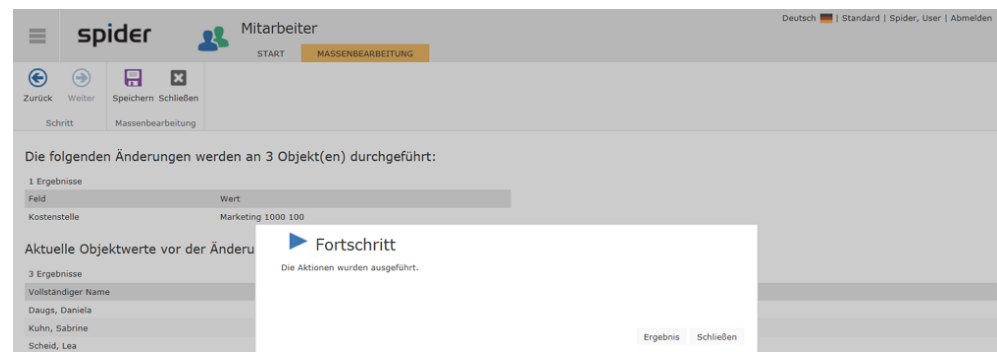 Deutsch | Standard | Spider, User | Abmelden
spider
Mitarbeiter
START MASSENBEARBEITUNG
Zurück Weiter Speichern Schließen
Schritt Massenbearbeitung
Die folgenden Änderungen werden an 3 Objekt(en) durchgeführt:
1 Ergebnisse
Feld Wert
Kostenstelle Marketing 1000 100
Aktuelle Objektwerte vor der Änderu
3 Ergebnisse
Vollständiger Name
Daugs, Daniela
Kuhn, Sabrine
Scheid, Lea
Fortschritt
Die Aktionen wurden ausgeführt.
Ergebnis Schließen